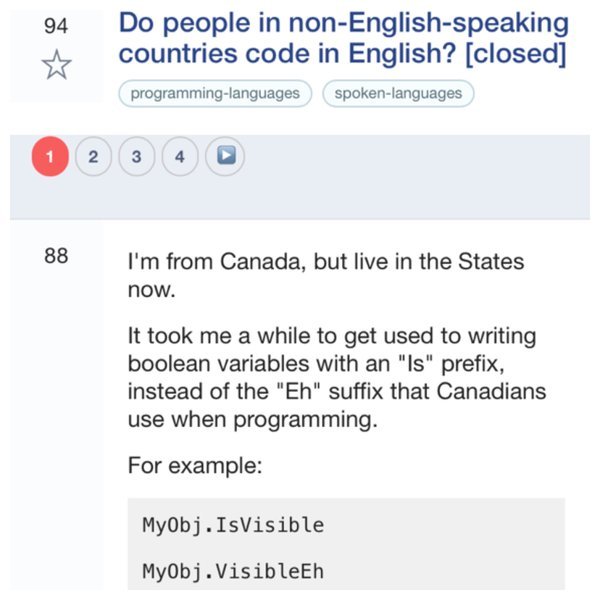 94
Do people in non-English-speaking
countries code in English? [closed]
programming-languages spoken-languages
1 2 3 4
88
I'm from Canada, but live in the States
now.
It took me a while to get used to writing
boolean variables with an "Is" prefix,
instead of the "Eh" suffix that Canadians
use when programming.
For example:
MyObj.IsVisible
MyObj.VisibleEh